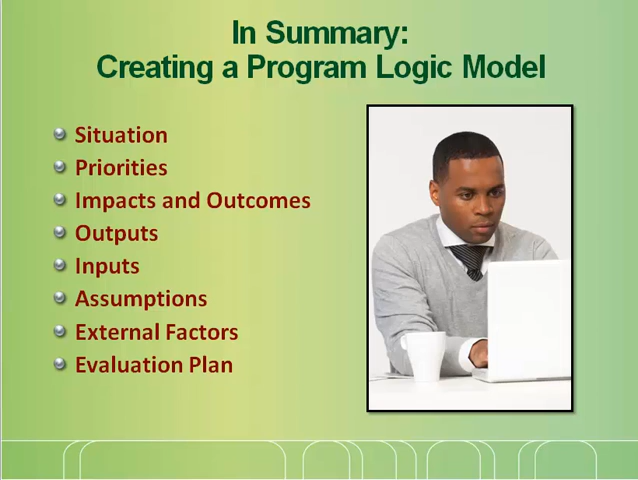 In Summary:
Creating a Program Logic Model
Situation
Priorities
Impacts and Outcomes
Outputs
Inputs
Assumptions
External Factors
Evaluation Plan